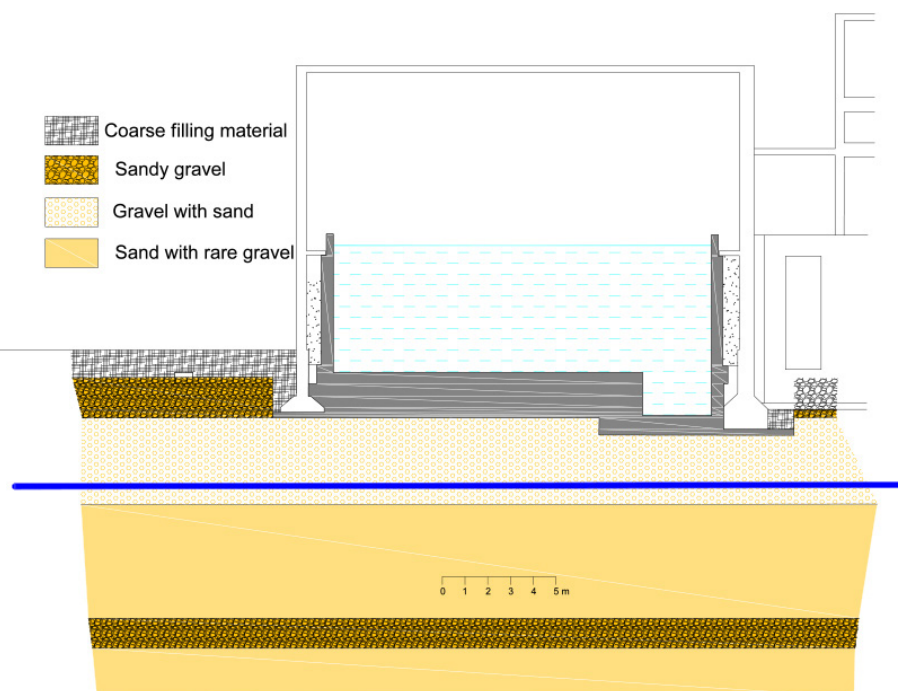 Coarse filling material
Sandy gravel
Gravel with sand
Sand with rare gravel
0 1 2 3 4 5 m